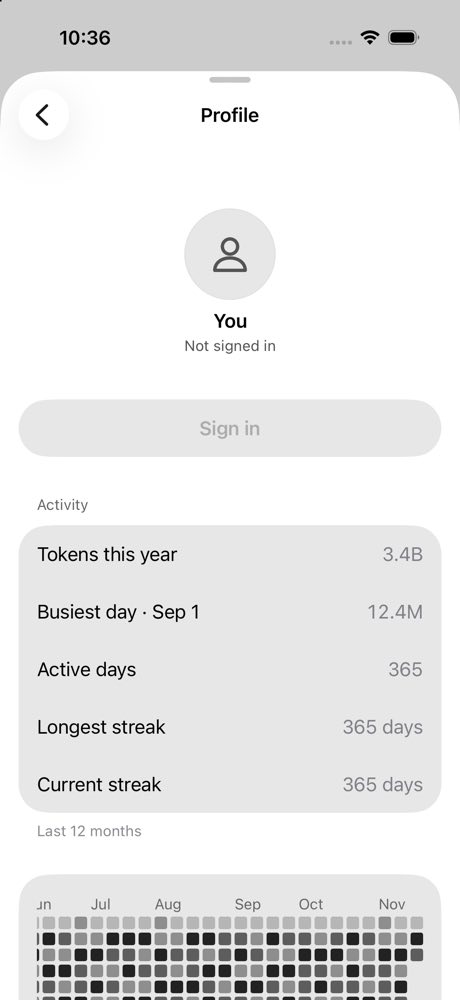 10:36
Profile
You
Not signed in
Sign in
Activity
Tokens this year 3.4B
Busiest day · Sep 1 12.4M
Active days 365
Longest streak 365 days
Current streak 365 days
Last 12 months
Jul Aug Sep Oct Nov